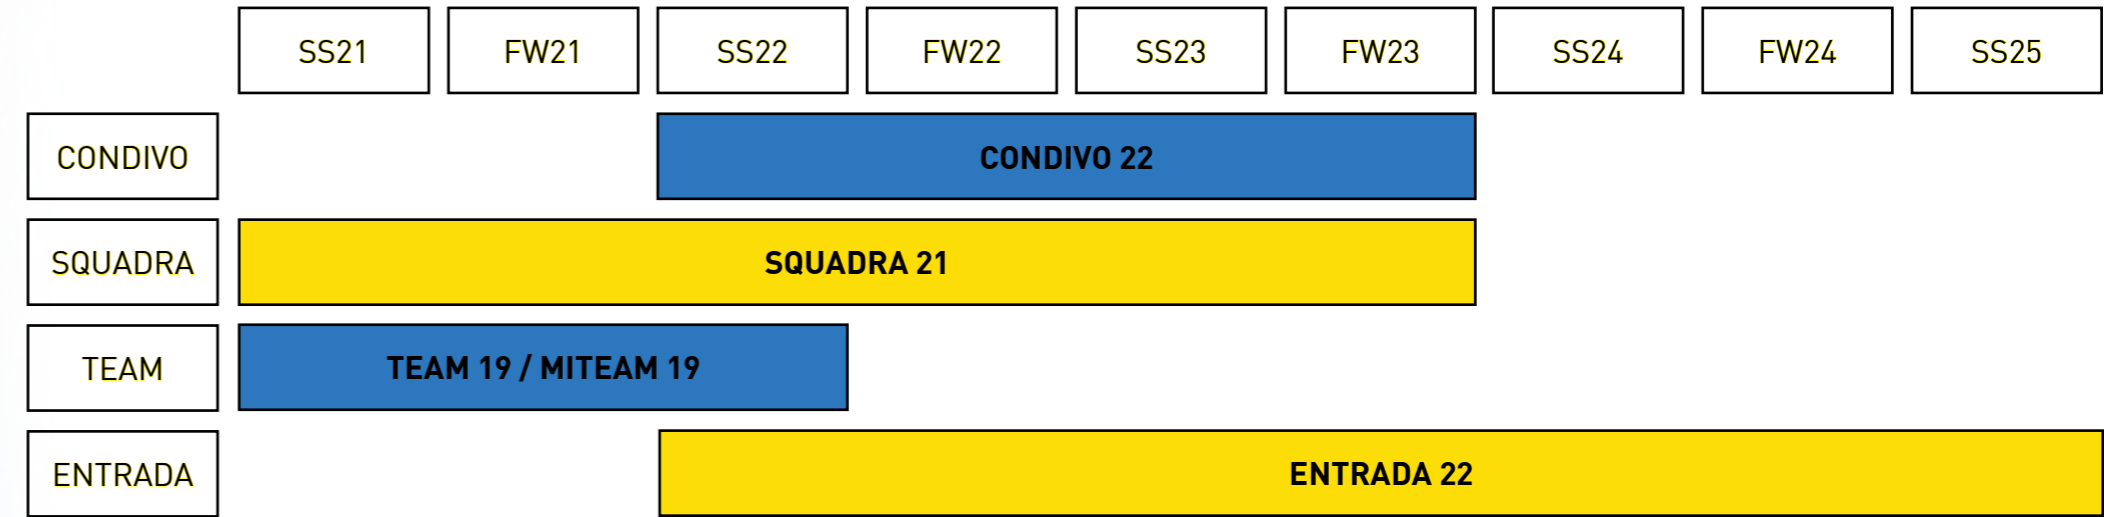 SS21 FW21 SS22 FW22 SS23 FW23 SS24 FW24 SS25
CONDIVO CONDIVO 22
SQUADRA SQUADRA 21
TEAM TEAM 19 / MITEAM 19
ENTRADA ENTRADA 22